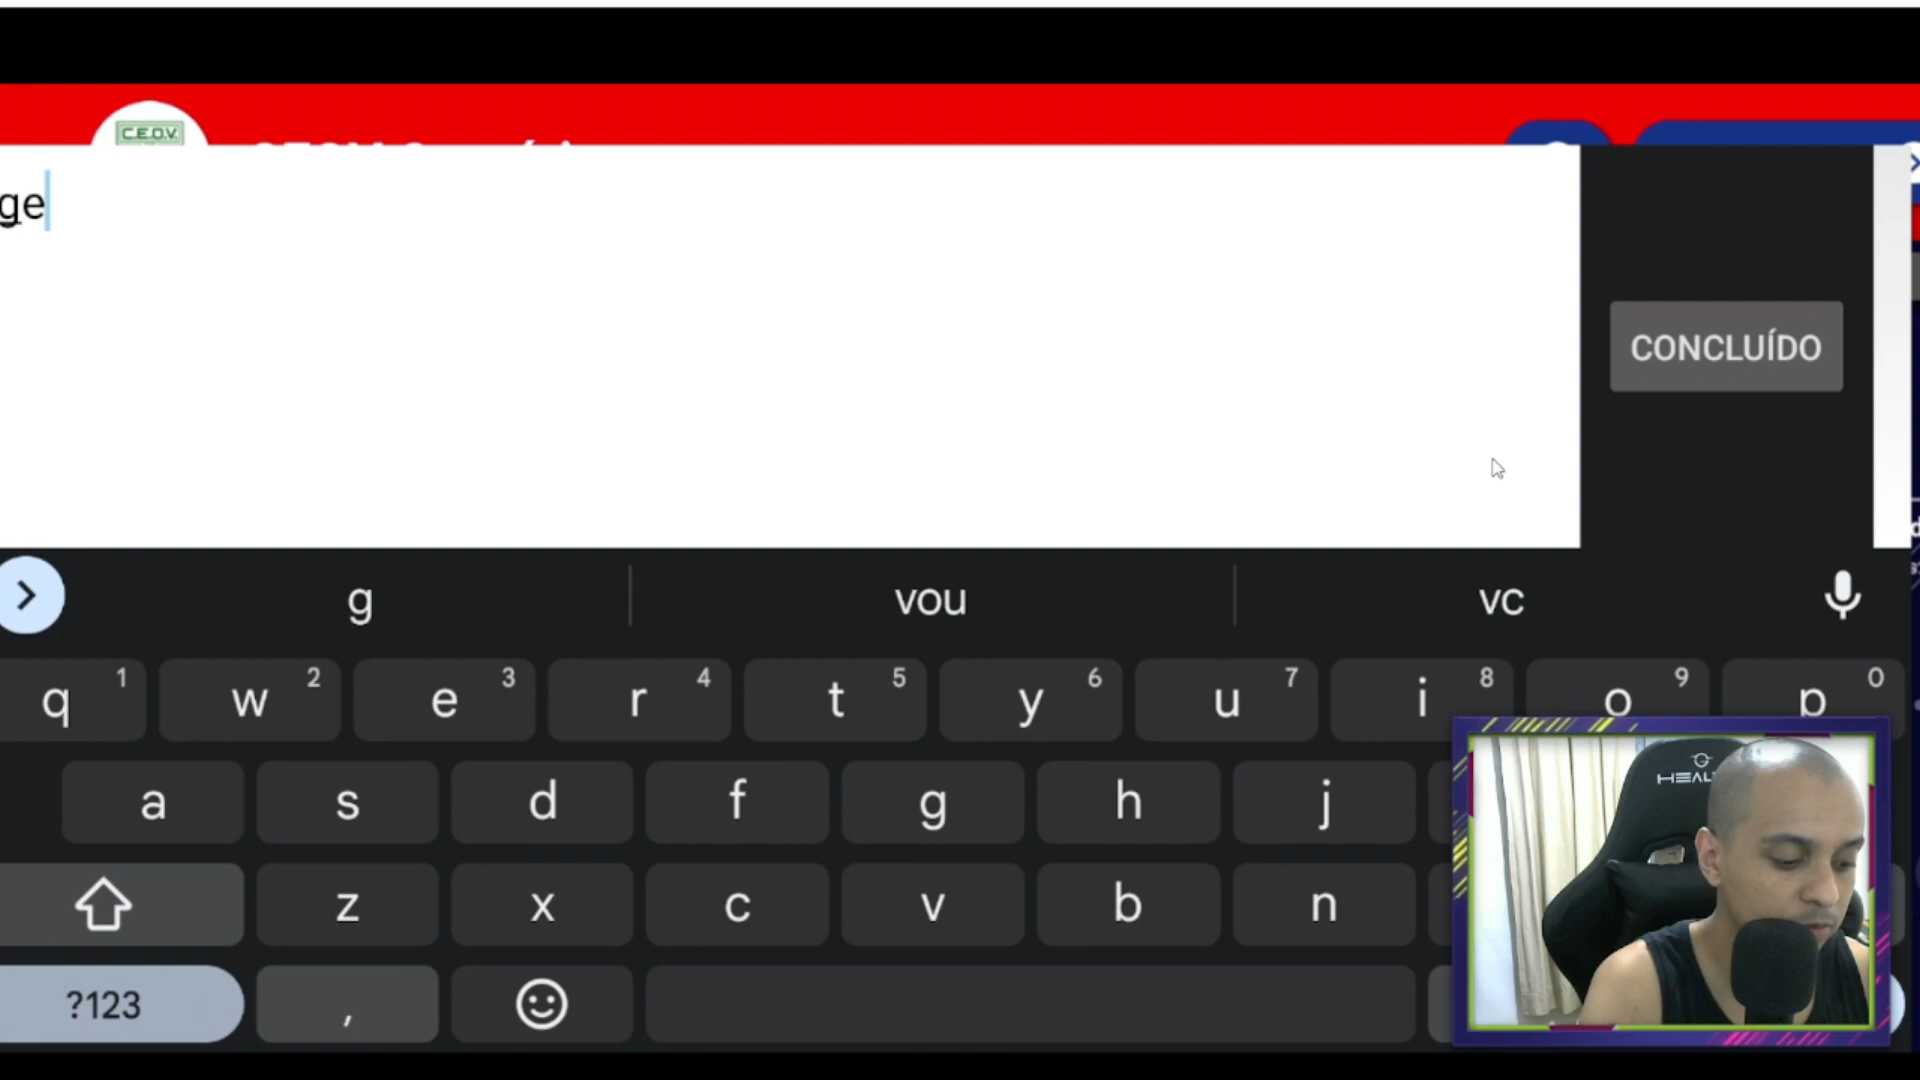 C.E.O.V.
ge
CONCLUÍDO
g vou vc
q 1 w 2 e 3 r 4 t 5 y 6 u 7 i 8 o 9 p 0
a s d f g h j
z x c v b n
?123 ,